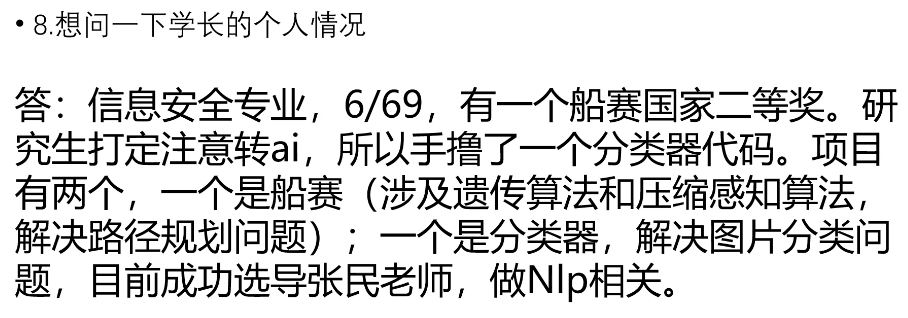 • 8.想问一下学长的个人情况
答：信息安全专业，6/69，有一个船赛国家二等奖。研
究生打定注意转ai，所以手撸了一个分类器代码。项目
有两个，一个是船赛（涉及遗传算法和压缩感知算法，
解决路径规划问题）；一个是分类器，解决图片分类问
题，目前成功选导张民老师，做Nlp相关。